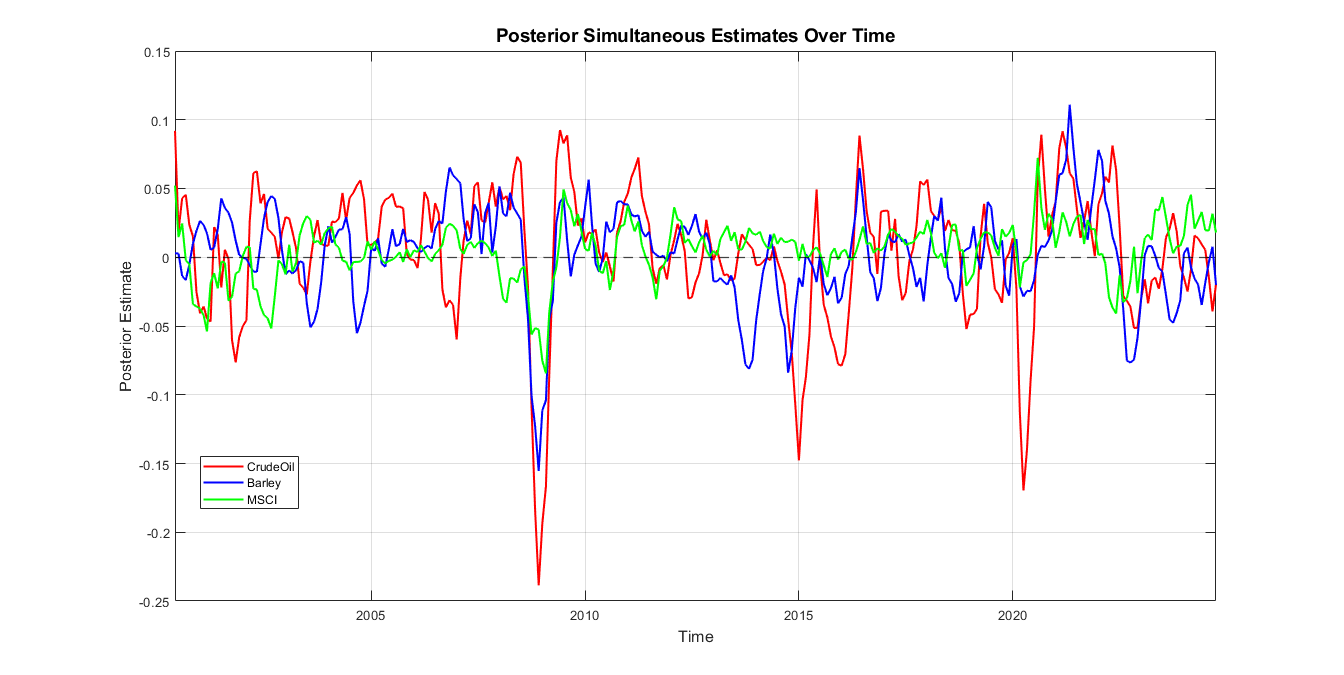 Posterior Simultaneous Estimates Over Time
0.15
0.1
0.05
0
-0.05
-0.1
-0.15
-0.2
-0.25
Posterior Estimate
CrudeOil
Barley
MSCI
2005
2010
2015
2020
Time